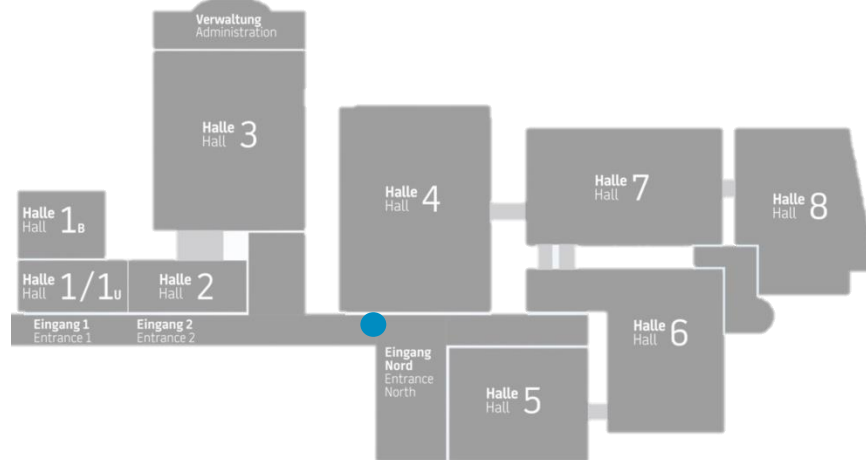 Verwaltung
Administration
Halle
Hall 3
Halle
Hall 4
Halle
Hall 7
Halle
Hall 8
Halle
Hall 1B
Halle
Hall 1/1U
Halle
Hall 2
Eingang 1
Entrance 1
Eingang 2
Entrance 2
Halle
Hall 6
Eingang
Nord
Entrance
North
Halle
Hall 5